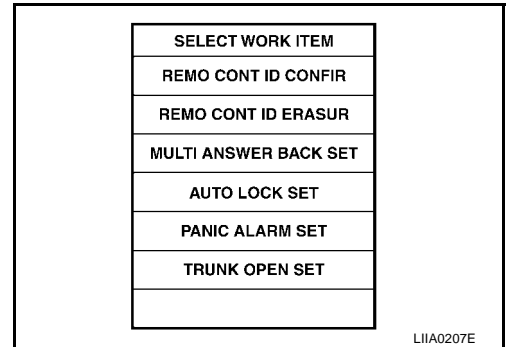 SELECT WORK ITEM
REMO CONT ID CONFIR
REMO CONT ID ERASUR
MULTI ANSWER BACK SET
AUTO LOCK SET
PANIC ALARM SET
TRUNK OPEN SET
LIIA0207E